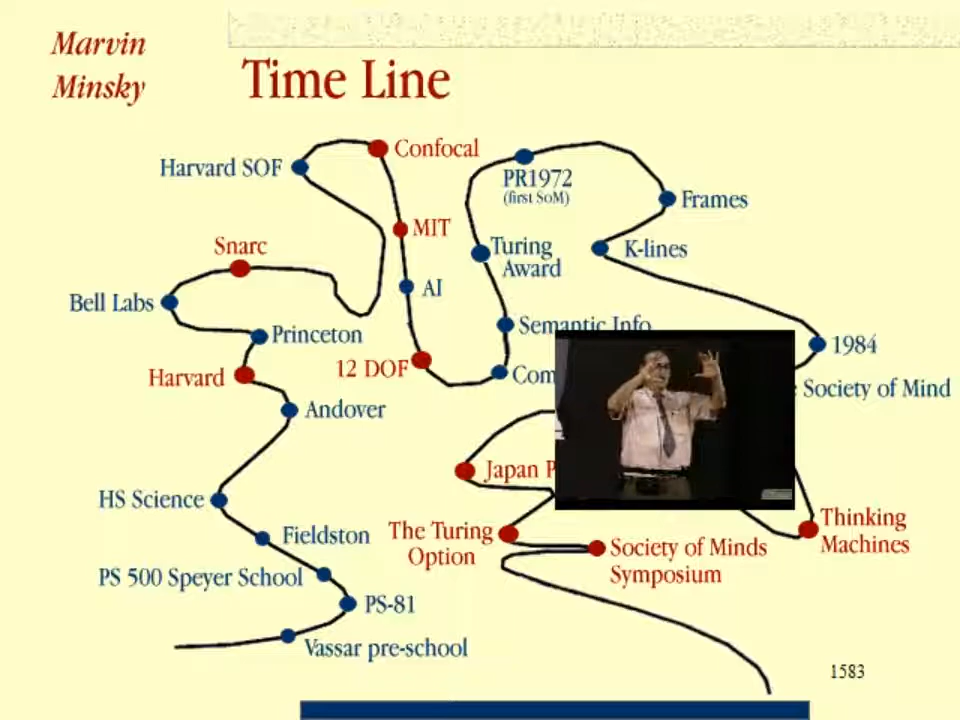 Marvin
Minsky
Time Line
Confocal
Harvard SOF
PR1972
(first SoM)
Frames
MIT
Snarc
Turing
Award
K-lines
AI
Bell Labs
Semantic Info
Princeton
1984
12 DOF
Harvard
Society of Mind
Andover
Japan
HS Science
The Turing
Option
Thinking
Machines
Fieldston
Society of Minds
Symposium
PS 500 Speyer School
PS-81
Vassar pre-school
1583